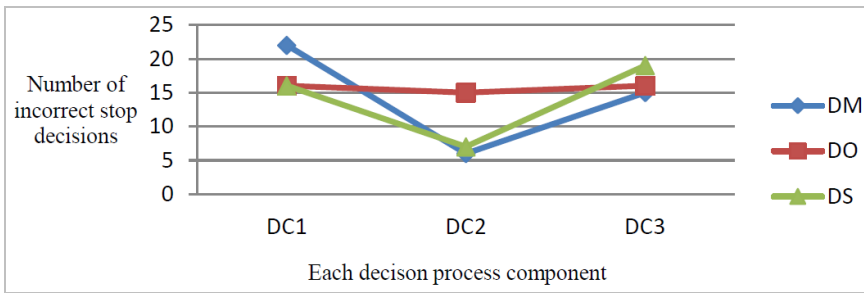 25
20
15
10
5
0
Number of
incorrect stop
decisions
DC1 DC2 DC3
Each decison process component
DM
DO
DS